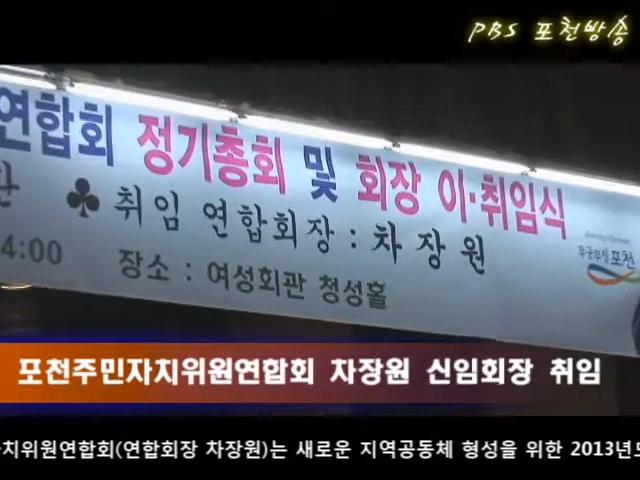 PBS 포천방송
연합회 정기총회 및 회장 이·취임식
♣ 취임 연합회장 : 차장원
4:00 장소 : 여성회관 청성홀
포천
포천주민자치위원연합회 차장원 신임회장 취임
치위원연합회(연합회장 차장원)는 새로운 지역공동체 형성을 위한 2013년도